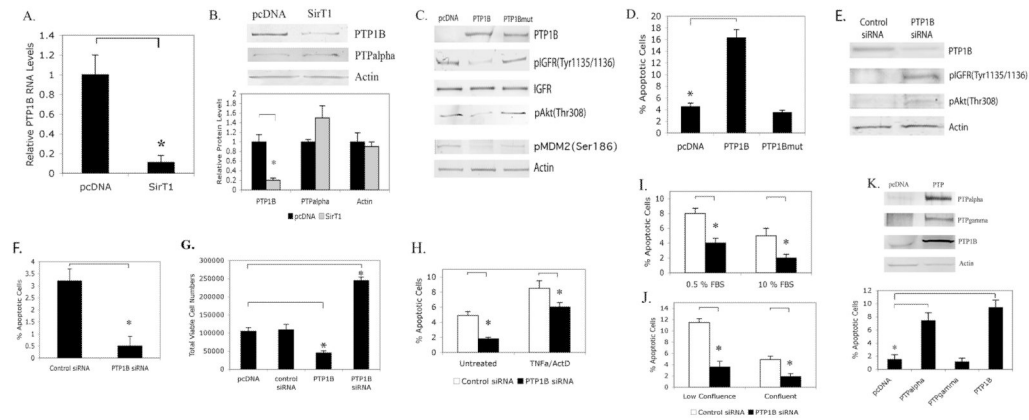 A.
Relative PTP1B RNA Levels
1.4
1.2
1
0.8
0.6
0.4
0.2
0
*
pcDNA SirT1
B.
pcDNA SirT1
PTP1B
PTPalpha
Actin
Relative Protein Levels
2
1.8
1.6
1.4
1.2
1
0.8
0.6
0.4
0.2
0
*
PTP1B PTPalpha Actin
pcDNA SirT1
C.
pcDNA PTP1B PTP1Bmut
PTP1B
pIGFR(Tyr1135/1136)
IGFR
pAkt(Thr308)
pMDM2(Ser186)
Actin
D.
% Apoptotic Cells
18
16
14
12
10
8
6
4
2
0
*
pcDNA PTP1B PTP1Bmut
E.
Control siRNA
PTP1B siRNA
PTP1B
pIGFR(Tyr1135/1136)
pAkt(Thr308)
Actin
F.
% Apoptotic Cells
4
3.5
3
2.5
2
1.5
1
0.5
0
*
Control siRNA PTP1B siRNA
G.
Total Viable Cell Numbers
300000
250000
200000
150000
100000
50000
0
*
*
pcDNA
control siRNA
PTP1B
PTP1B siRNA
H.
% Apoptotic Cells
10
8
6
4
2
0
*
*
Untreated TNFa/ActD
Control siRNA PTP1B siRNA
I.
% Apoptotic Cells
10
8
6
4
2
0
*
*
0.5 % FBS 10 % FBS
J.
% Apoptotic Cells
12
10
8
6
4
2
0
*
*
Low Confluence Confluent
Control siRNA PTP1B siRNA
K.
pcDNA PTP
PTPalpha
PTPgamma
PTP1B
Actin
% Apoptotic Cells
12
10
8
6
4
2
0
*
pcDNA
PTPalpha
PTPgamma
PTP1B